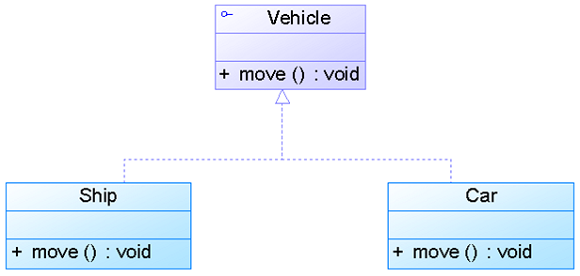 Vehicle
+ move () : void
Ship
+ move () : void
Car
+ move () : void